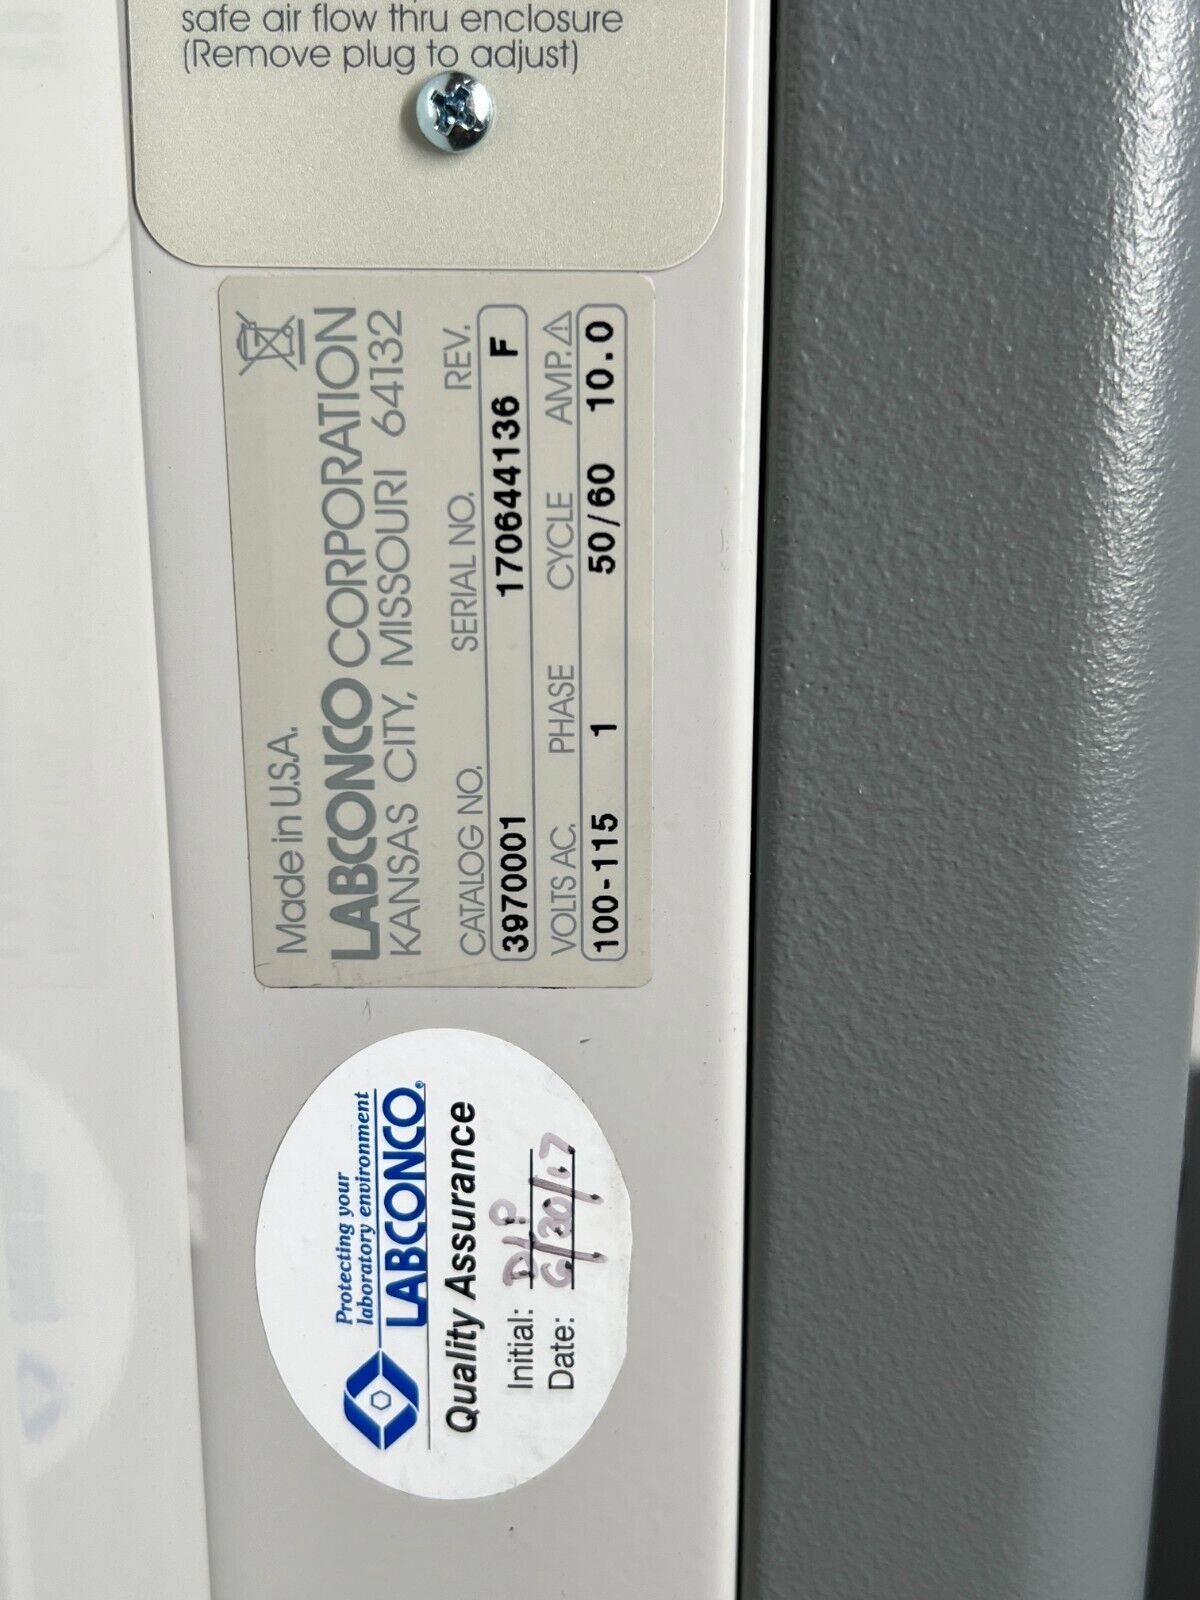 safe air flow thru enclosure
(Remove plug to adjust)
Made in U.S.A.
LABCONCO CORPORATION
KANSAS CITY, MISSOURI 64132
CATALOG NO. SERIAL NO. REV.
3970001 170644136 F
VOLTS AC. PHASE CYCLE AMP.
100-115 1 50/60 10.0
Protecting your
laboratory environment
LABCONCO®
Quality Assurance
Initial: DLP
Date: 6/30/17